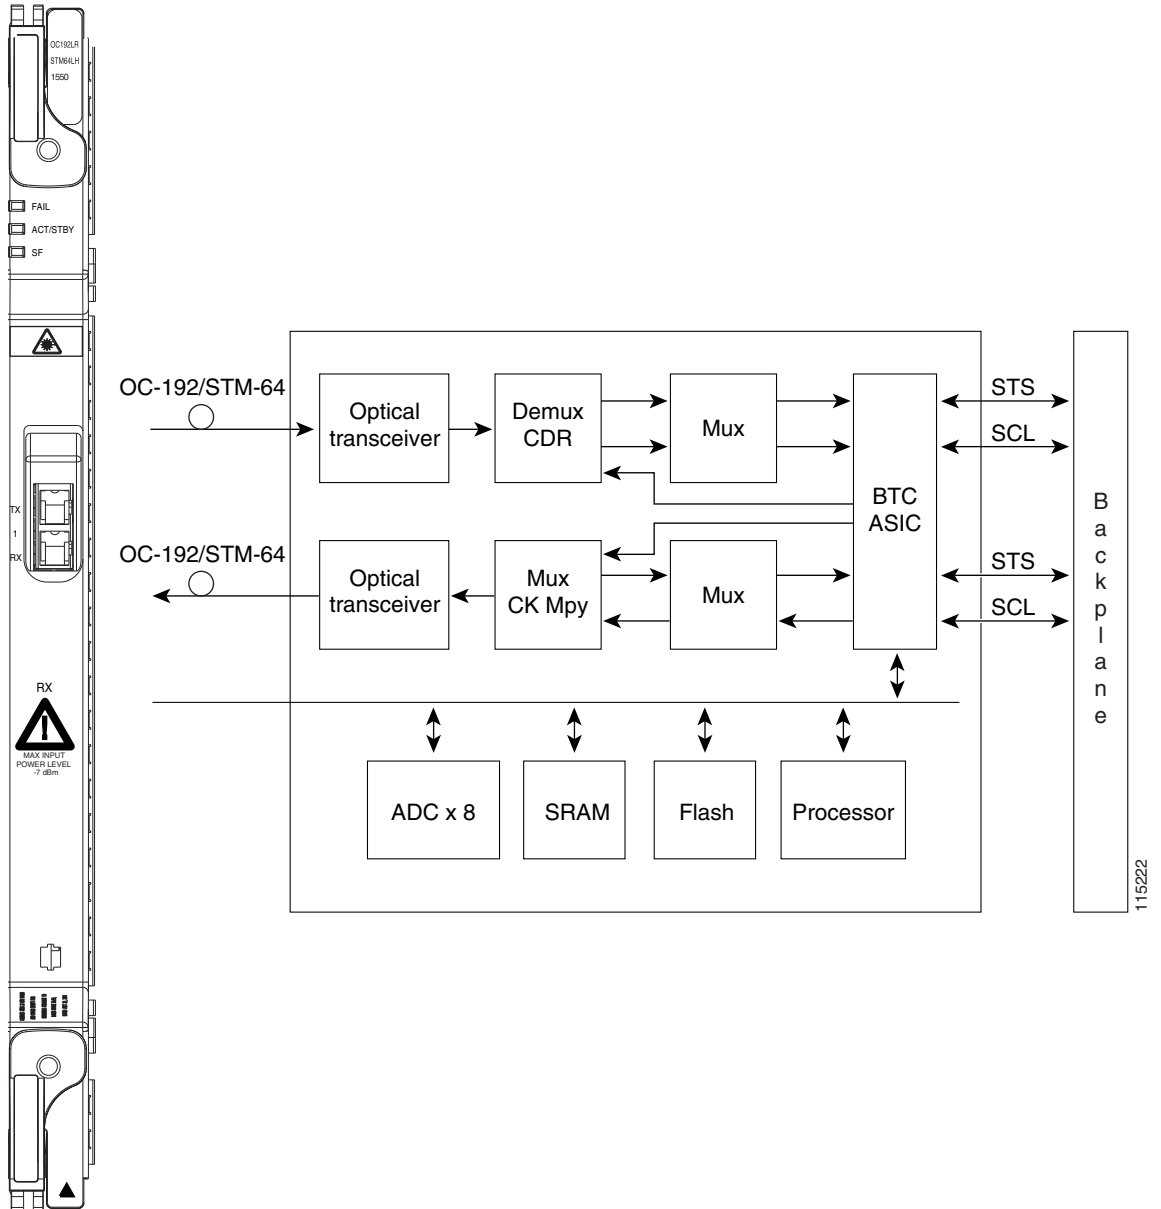 OC192LR
STM64LH
1550
FAIL
ACT/STBY
SF
TX
1
RX
RX
MAX INPUT
POWER LEVEL
-7 dBm
OC-192/STM-64
Optical
transceiver
Demux
CDR
Mux
BTC
ASIC
STS
SCL
OC-192/STM-64
Optical
transceiver
Mux
CK Mpy
Mux
STS
SCL
Backplane
ADC x 8
SRAM
Flash
Processor
115222